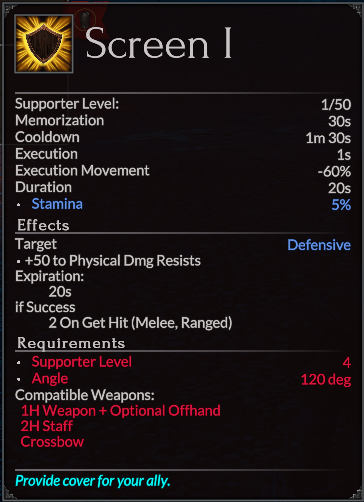 Screen I
Supporter Level: 1/50
Memorization 30s
Cooldown 1m 30s
Execution 1s
Execution Movement -60%
Duration 20s
• Stamina 5%
Effects
Target Defensive
• +50 to Physical Dmg Resists
Expiration:
20s
if Success
2 On Get Hit (Melee, Ranged)
Requirements
• Supporter Level 4
• Angle 120 deg
Compatible Weapons:
1H Weapon + Optional Offhand
2H Staff
Crossbow
Provide cover for your ally.